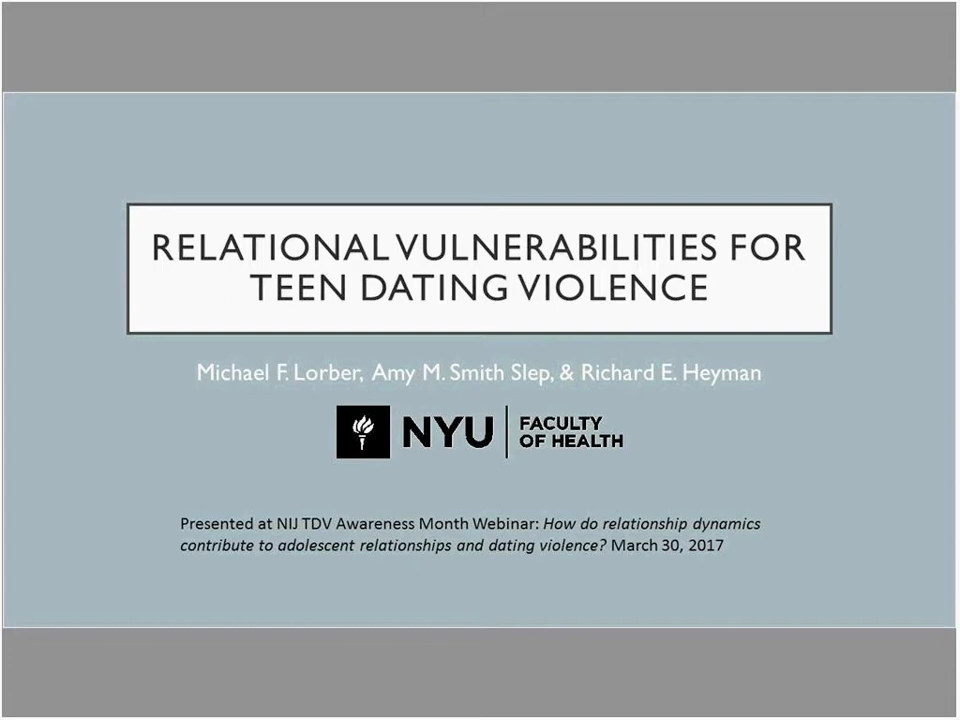 RELATIONAL VULNERABILITIES FOR
TEEN DATING VIOLENCE
Michael F. Lorber, Amy M. Smith Slep, & Richard E. Heyman
NYU FACULTY
OF HEALTH
Presented at NIJ TDV Awareness Month Webinar: How do relationship dynamics
contribute to adolescent relationships and dating violence? March 30, 2017